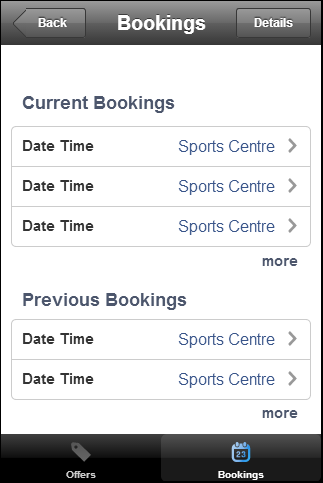 Back Bookings Details
Current Bookings
Date Time Sports Centre
Date Time Sports Centre
Date Time Sports Centre
more
Previous Bookings
Date Time Sports Centre
Date Time Sports Centre
more
23
Offers Bookings